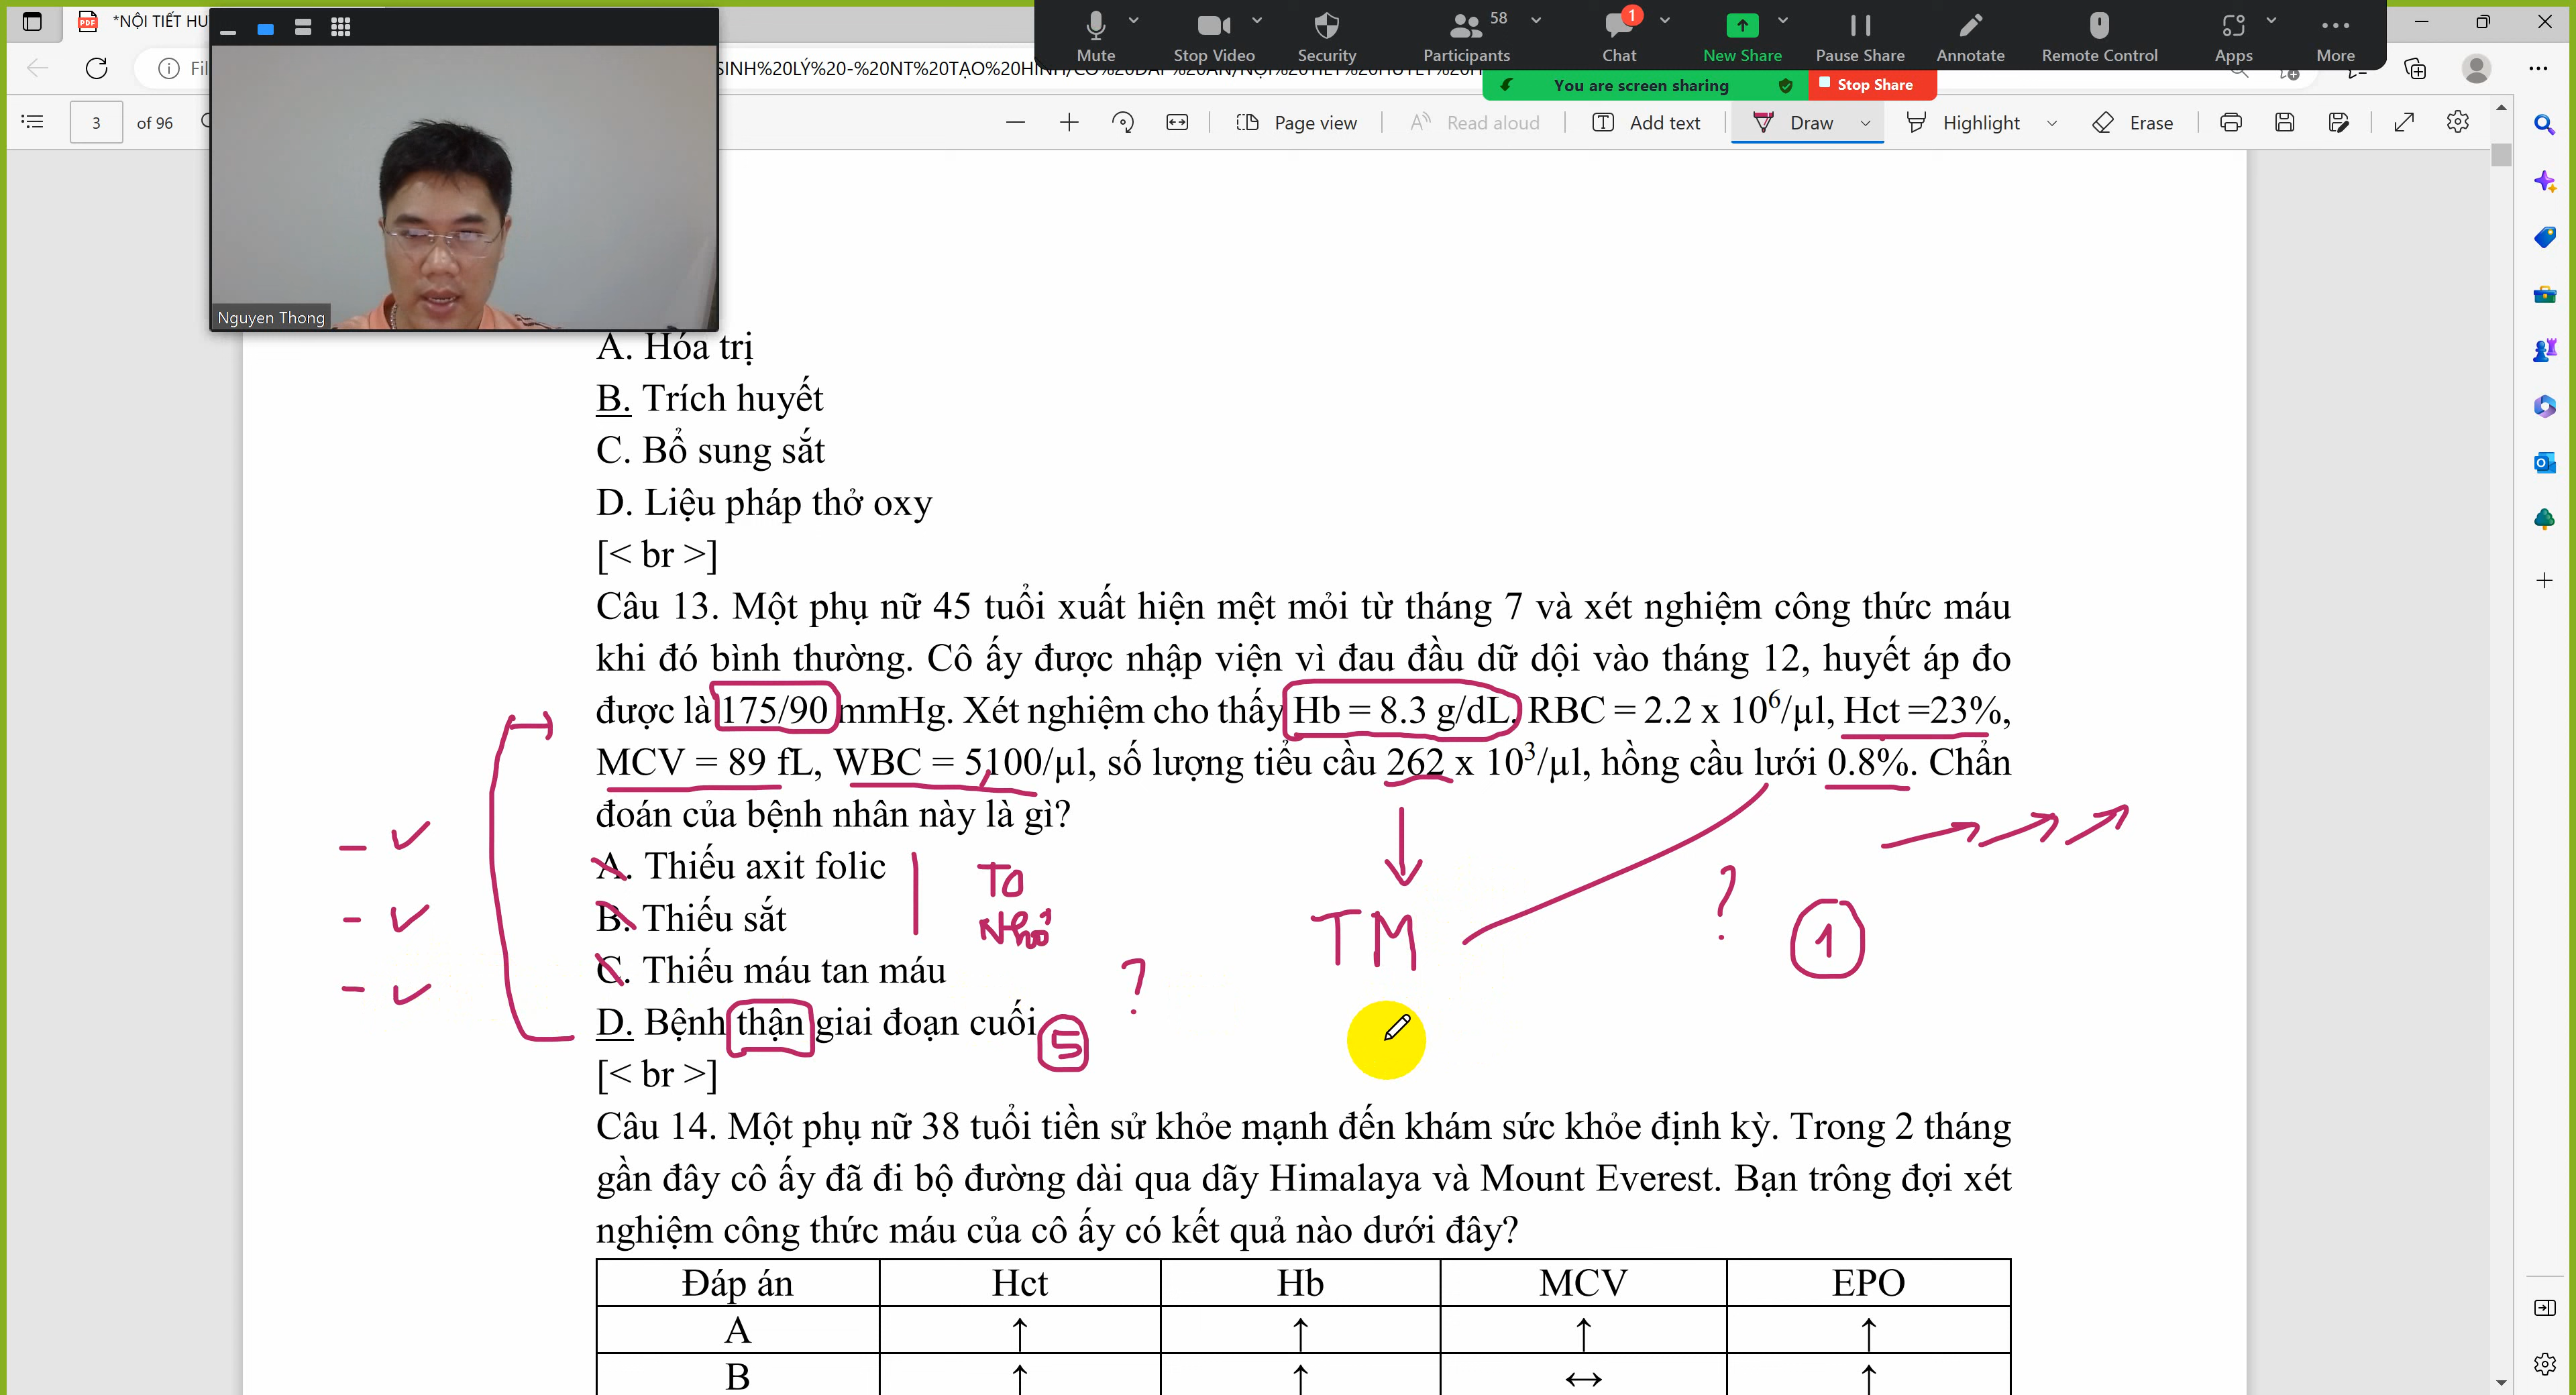 *NỘI TIẾT HU
Mute
Stop Video
Security
Participants
58
Chat
1
New Share
Pause Share
Annotate
Remote Control
Apps
More
You are screen sharing
Stop Share
3
of 96
Page view
Read aloud
Add text
Draw
Highlight
Erase
Nguyen Thong
A. Hóa trị
B. Trích huyết
C. Bổ sung sắt
D. Liệu pháp thở oxy
[< br >]
Câu 13. Một phụ nữ 45 tuổi xuất hiện mệt mỏi từ tháng 7 và xét nghiệm công thức máu
khi đó bình thường. Cô ấy được nhập viện vì đau đầu dữ dội vào tháng 12, huyết áp đo
được là 175/90 mmHg. Xét nghiệm cho thấy Hb = 8.3 g/dL, RBC = 2.2 x 10⁶/µl, Hct =23%,
MCV = 89 fL, WBC = 5100/µl, số lượng tiểu cầu 262 x 10³/µl, hồng cầu lưới 0.8%. Chẩn
đoán của bệnh nhân này là gì?
A. Thiếu axit folic
TO
B. Thiếu sắt
Nhỏ
TM
?
1
C. Thiếu máu tan máu
?
D. Bệnh thận giai đoạn cuối
5
[< br >]
Câu 14. Một phụ nữ 38 tuổi tiền sử khỏe mạnh đến khám sức khỏe định kỳ. Trong 2 tháng
gần đây cô ấy đã đi bộ đường dài qua dãy Himalaya và Mount Everest. Bạn trông đợi xét
nghiệm công thức máu của cô ấy có kết quả nào dưới đây?
Đáp án Hct Hb MCV EPO
A ↑ ↑ ↑ ↑
B ↑ ↑ ↔ ↑